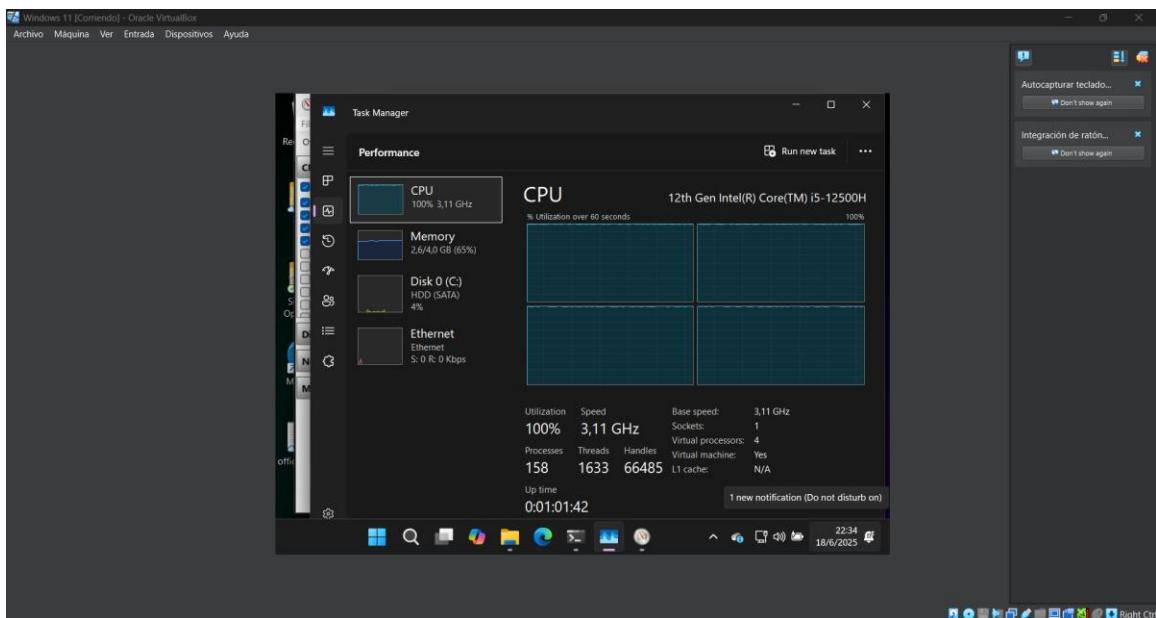 Windows 11 [Corriendo] - Oracle VirtualBox
Archivo Máquina Ver Entrada Dispositivos Ayuda
Autocapturar teclado...
Don't show again
Integración de ratón...
Don't show again
Task Manager
Performance
Run new task
CPU
100% 3,11 GHz
Memory
2,6/4,0 GB (65%)
Disk 0 (C:)
HDD (SATA)
4%
Ethernet
Ethernet
S: 0 R: 0 Kbps
CPU
12th Gen Intel(R) Core(TM) i5-12500H
% Utilization over 60 seconds 100%
Utilization Speed
100% 3,11 GHz
Processes Threads Handles
158 1633 66485
Up time
0:01:01:42
Base speed: 3,11 GHz
Sockets: 1
Virtual processors: 4
Virtual machine: Yes
L1 cache: N/A
1 new notification (Do not disturb on)
22:34
18/6/2025
Right Ctrl